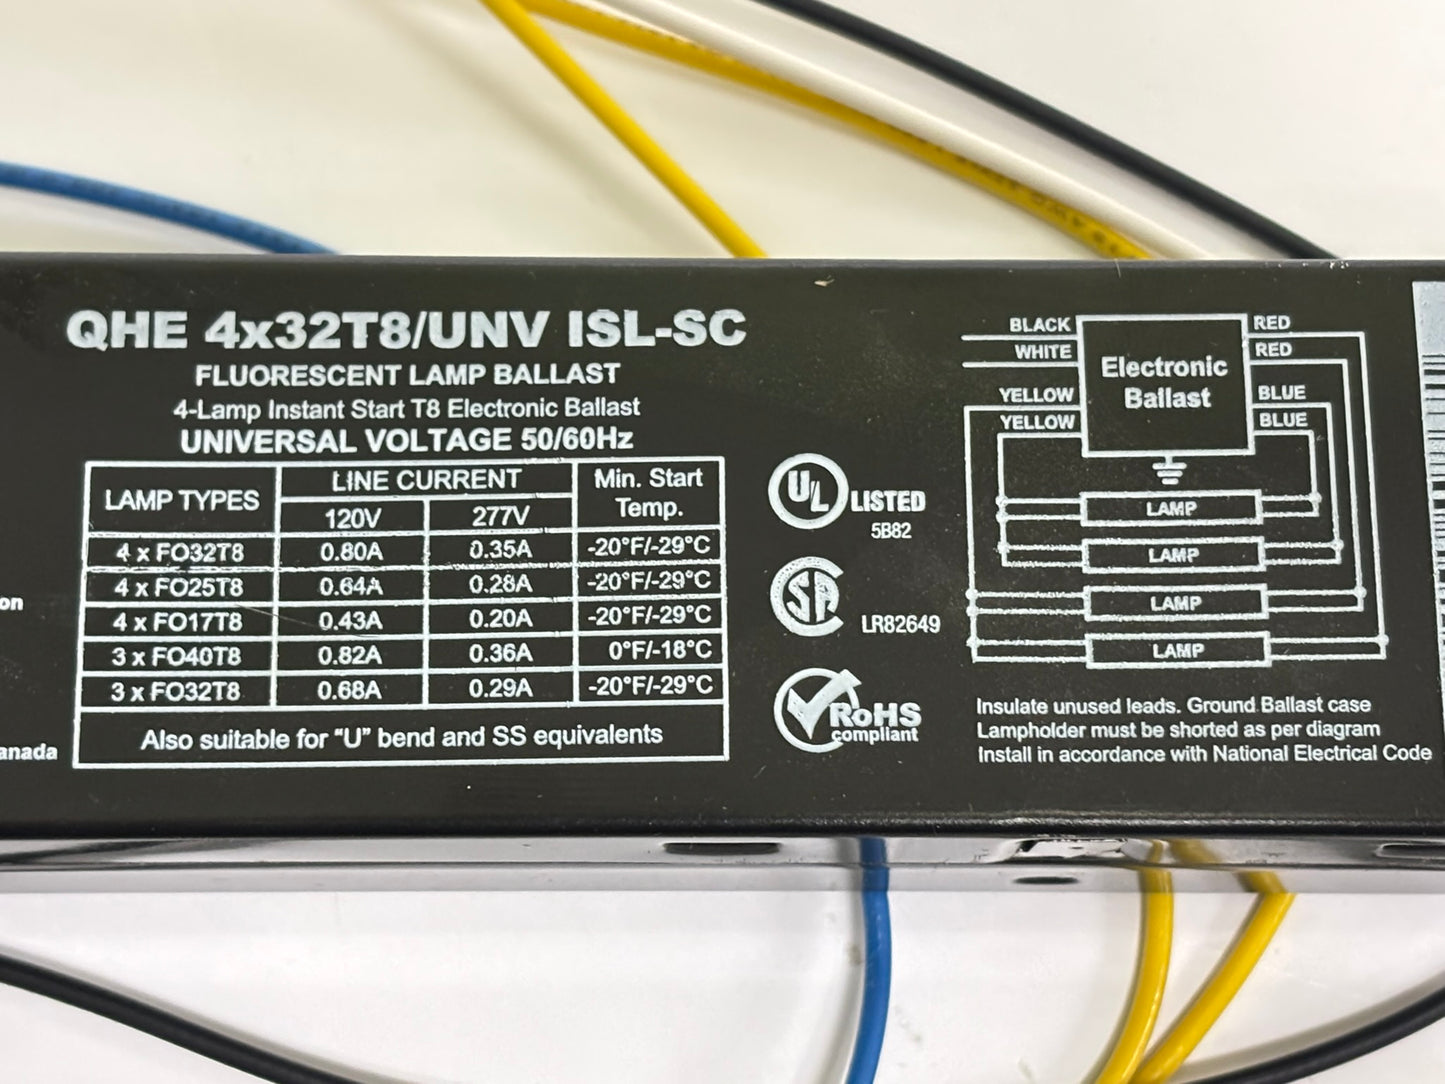 QHE 4x32T8/UNV ISL-SC
FLUORESCENT LAMP BALLAST
4-Lamp Instant Start T8 Electronic Ballast
UNIVERSAL VOLTAGE 50/60Hz
LAMP TYPES LINE CURRENT Min. Start Temp.
120V 277V
4 x FO32T8 0.80A 0.35A -20°F/-29°C
4 x FO25T8 0.64A 0.28A -20°F/-29°C
4 x FO17T8 0.43A 0.20A -20°F/-29°C
3 x FO40T8 0.82A 0.36A 0°F/-18°C
3 x FO32T8 0.68A 0.29A -20°F/-29°C
Also suitable for "U" bend and SS equivalents
on
anada
UL LISTED
5B82
SA
LR82649
RoHS
compliant
BLACK
WHITE
YELLOW
YELLOW
Electronic
Ballast
RED
RED
BLUE
BLUE
LAMP
LAMP
LAMP
LAMP
Insulate unused leads. Ground Ballast case
Lampholder must be shorted as per diagram
Install in accordance with National Electrical Code